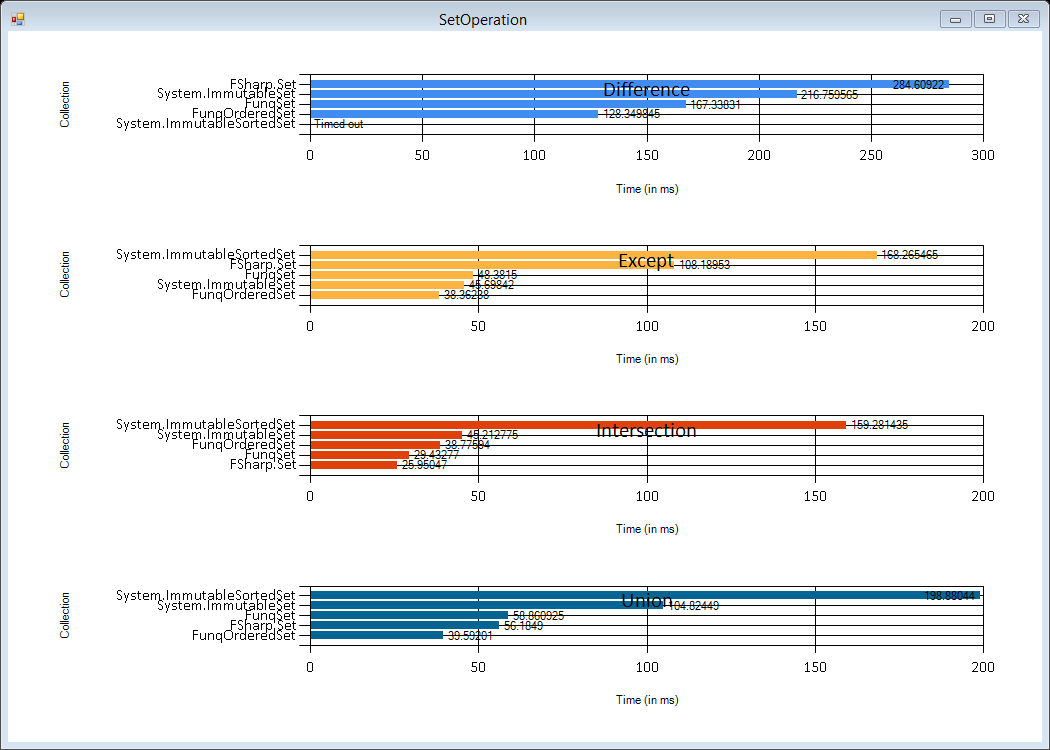 SetOperation
Difference
Collection
FSharp.Set 284.60922
System.ImmutableSet 216.759565
FunqSet 167.33831
FunqOrderedSet 128.349845
System.ImmutableSortedSet Timed out
0 50 100 150 200 250 300
Time (in ms)
Except
Collection
System.ImmutableSortedSet 168.265465
FSharp.Set 108.18953
FunqSet 48.3815
System.ImmutableSet 45.69842
FunqOrderedSet 38.36238
0 50 100 150 200
Time (in ms)
Intersection
Collection
System.ImmutableSortedSet 159.281435
System.ImmutableSet 45.212775
FunqOrderedSet 38.77594
FunqSet 29.43277
FSharp.Set 25.95047
0 50 100 150 200
Time (in ms)
Union
Collection
System.ImmutableSortedSet 198.88044
System.ImmutableSet 104.82449
FunqSet 58.860925
FSharp.Set 56.1849
FunqOrderedSet 39.59201
0 50 100 150 200
Time (in ms)